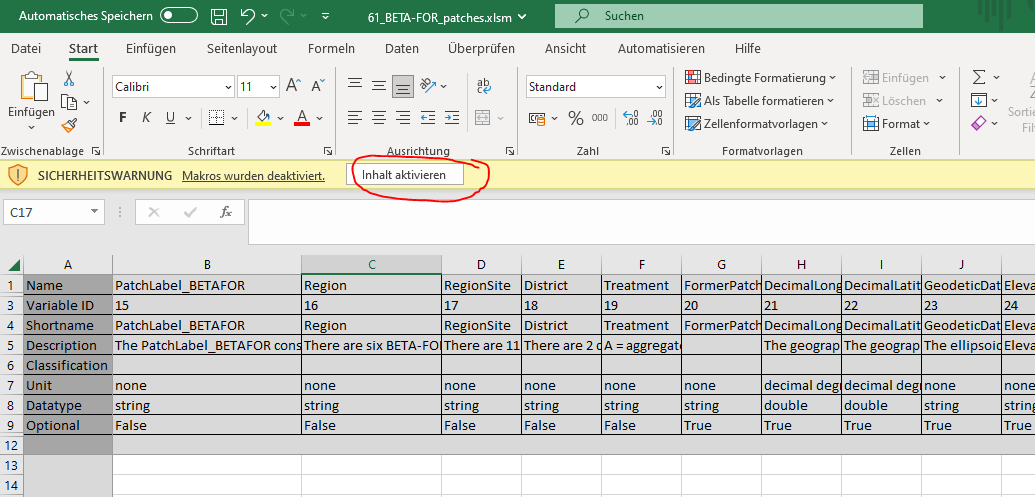 Automatisches Speichern
61_BETA-FOR_patches.xlsm
Suchen
Datei Start Einfügen Seitenlayout Formeln Daten Überprüfen Ansicht Automatisieren Hilfe
Einfügen
Zwischenablage
Calibri 11
F K U
Schriftart
ab
Ausrichtung
Standard
% 000
Zahl
Bedingte Formatierung
Als Tabelle formatieren
Zellenformatvorlagen
Formatvorlagen
Einfügen
Löschen
Format
Zellen
Sortie
Filt
SICHERHEITSWARNUNG Makros wurden deaktiviert. Inhalt aktivieren
C17 fx
A B C D E F G H I J
1 Name PatchLabel_BETAFOR Region RegionSite District Treatment FormerPatch DecimalLong DecimalLatit GeodeticDat Eleva
3 Variable ID 15 16 17 18 19 20 21 22 23 24
4 Shortname PatchLabel_BETAFOR Region RegionSite District Treatment FormerPatch DecimalLong DecimalLatit GeodeticDat Eleva
5 Description The PatchLabel_BETAFOR cons There are six BETA-FO There are 11 There are 2 d A = aggregate The geograp The geograp The ellipsoid Eleva
6 Classification
7 Unit none none none none none none decimal degr decimal degr none none
8 Datatype string string string string string string double double string string
9 Optional False False False False False True True True True True
12
13
14